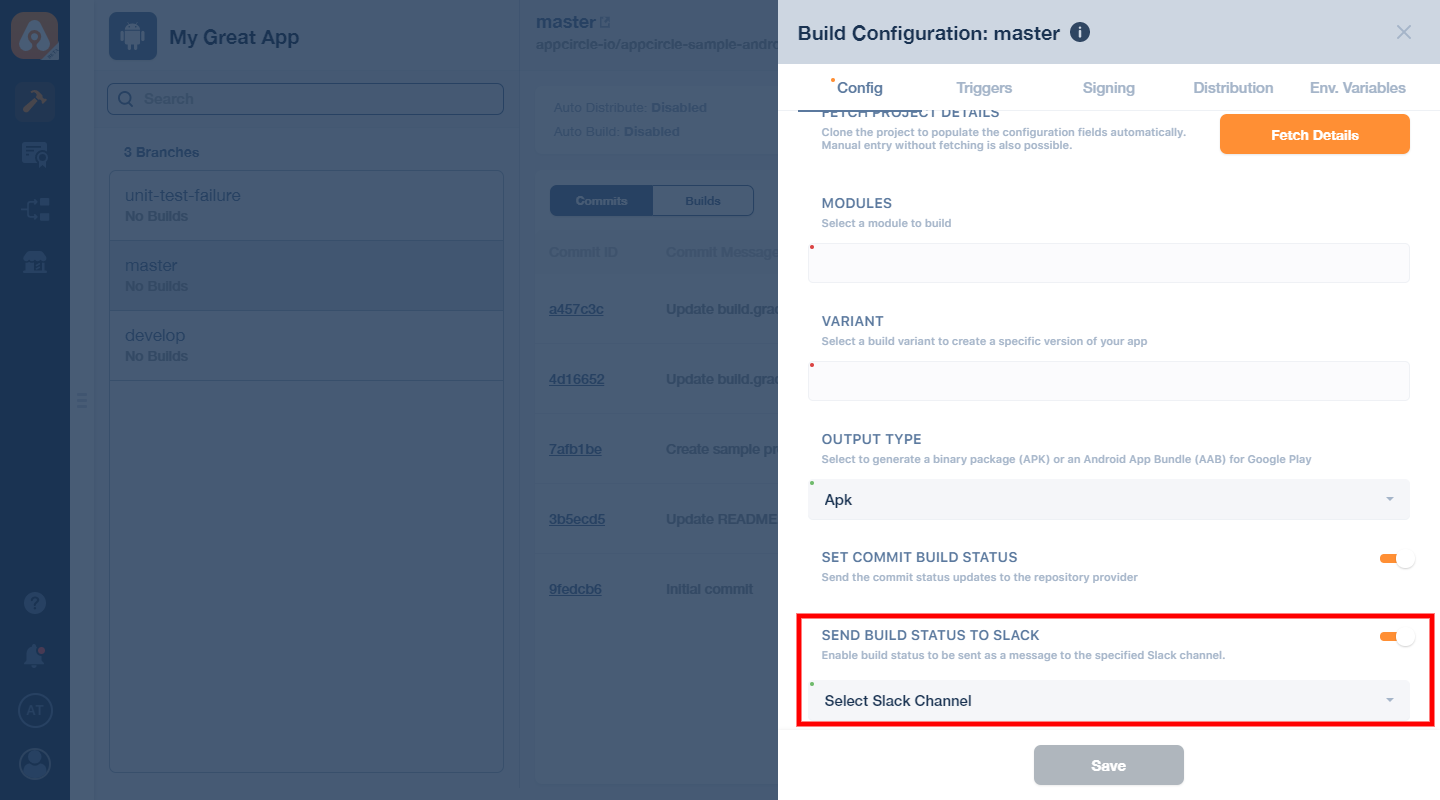 My Great App
Search
3 Branches
unit-test-failure
No Builds
master
No Builds
develop
No Builds
AT
master
appcircle-io/appcircle-sample-andro
Auto Distribute: Disabled
Auto Build: Disabled
Commits
Builds
Commit ID
Commit Message
a457c3c
Update build.grad
4d16652
Update build.grad
7afb1be
Create sample pr
3b5ecd5
Update README
9fedcb6
Initial commit
Build Configuration: master
Config
Triggers
Signing
Distribution
Env. Variables
FETCH PROJECT DETAILS
Clone the project to populate the configuration fields automatically.
Manual entry without fetching is also possible.
Fetch Details
MODULES
Select a module to build
VARIANT
Select a build variant to create a specific version of your app
OUTPUT TYPE
Select to generate a binary package (APK) or an Android App Bundle (AAB) for Google Play
Apk
SET COMMIT BUILD STATUS
Send the commit status updates to the repository provider
SEND BUILD STATUS TO SLACK
Enable build status to be sent as a message to the specified Slack channel.
Select Slack Channel
Save